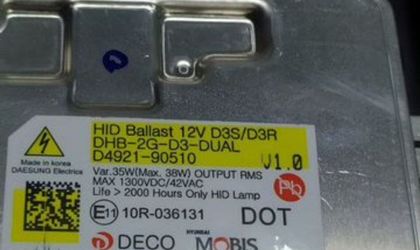 HID Ballast 12V D3S/D3R
DHB-2G-D3-DUAL
D4921-90510 V1.0
Made in korea
DAESUNG Electrics
Var.35W(Max. 38W) OUTPUT RMS
MAX 1300VDC/42VAC
Life > 2000 Hours Only HID Lamp
Pb
E11 10R-036131 DOT
DECO HYUNDAI MOBIS